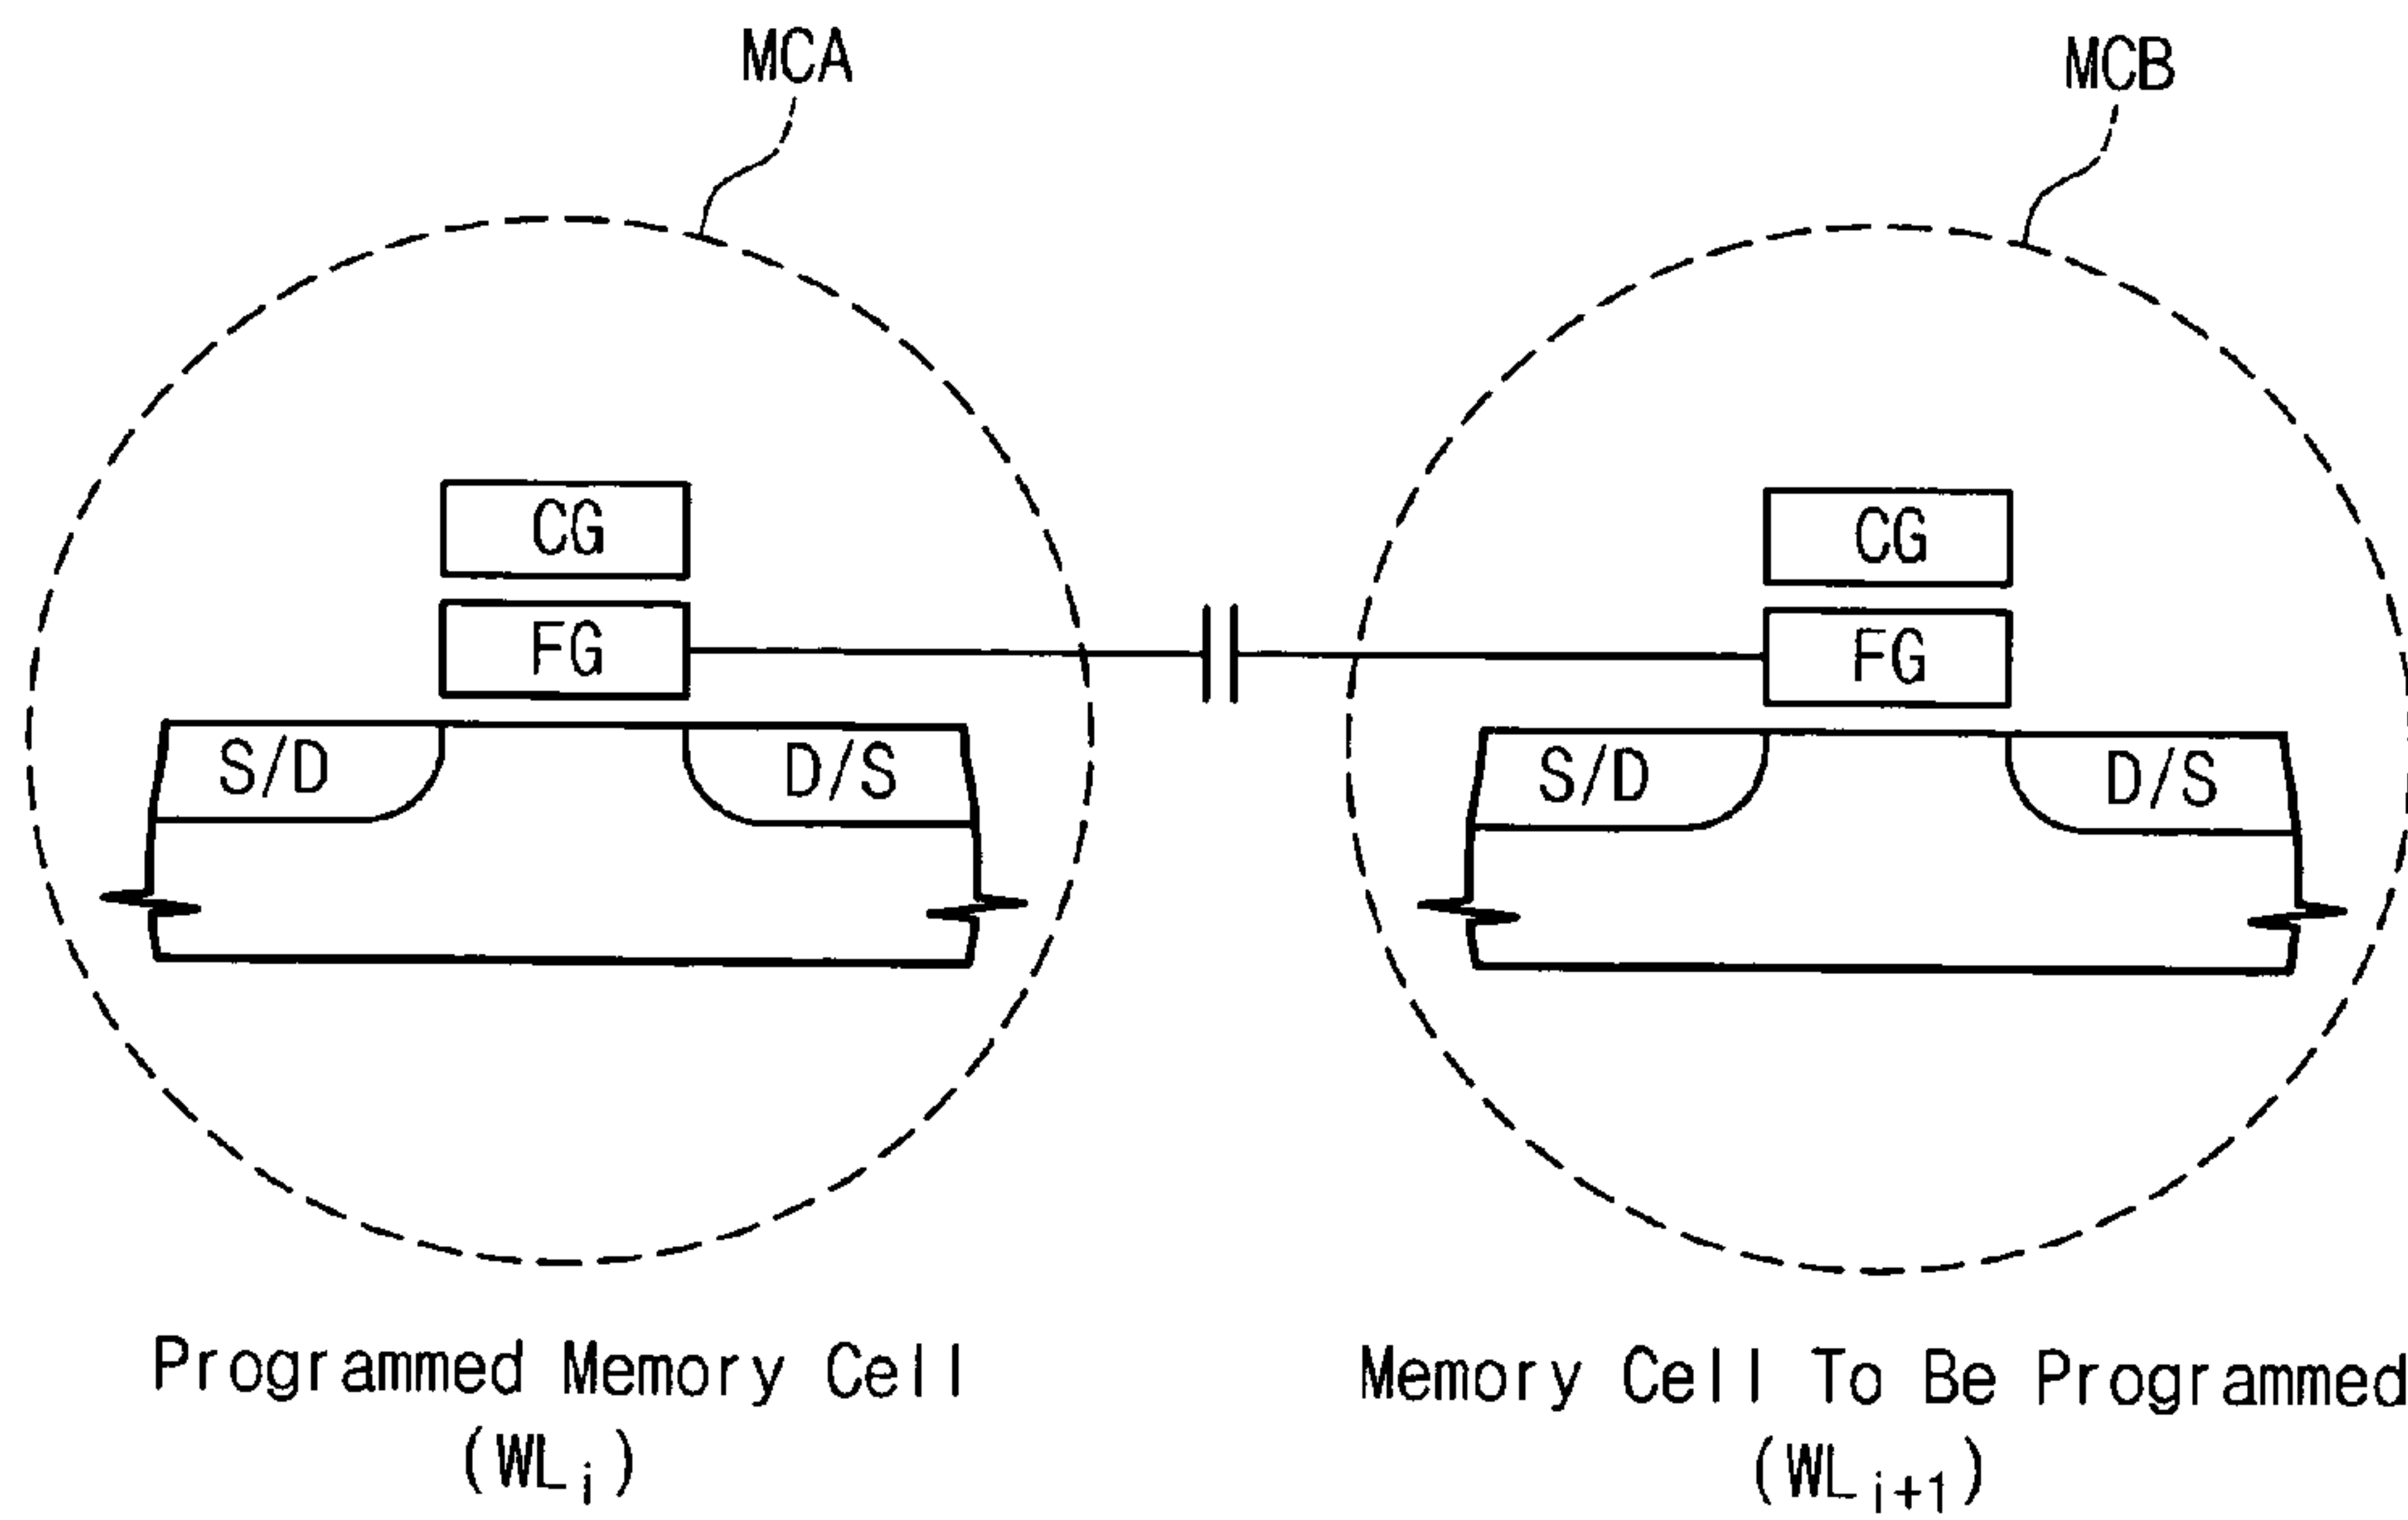 MCA
MCB
CG
CG
FG
FG
S/D
D/S
S/D
D/S
Programmed Memory Cell
(WLi)
Memory Cell To Be Programmed
(WLi+1)